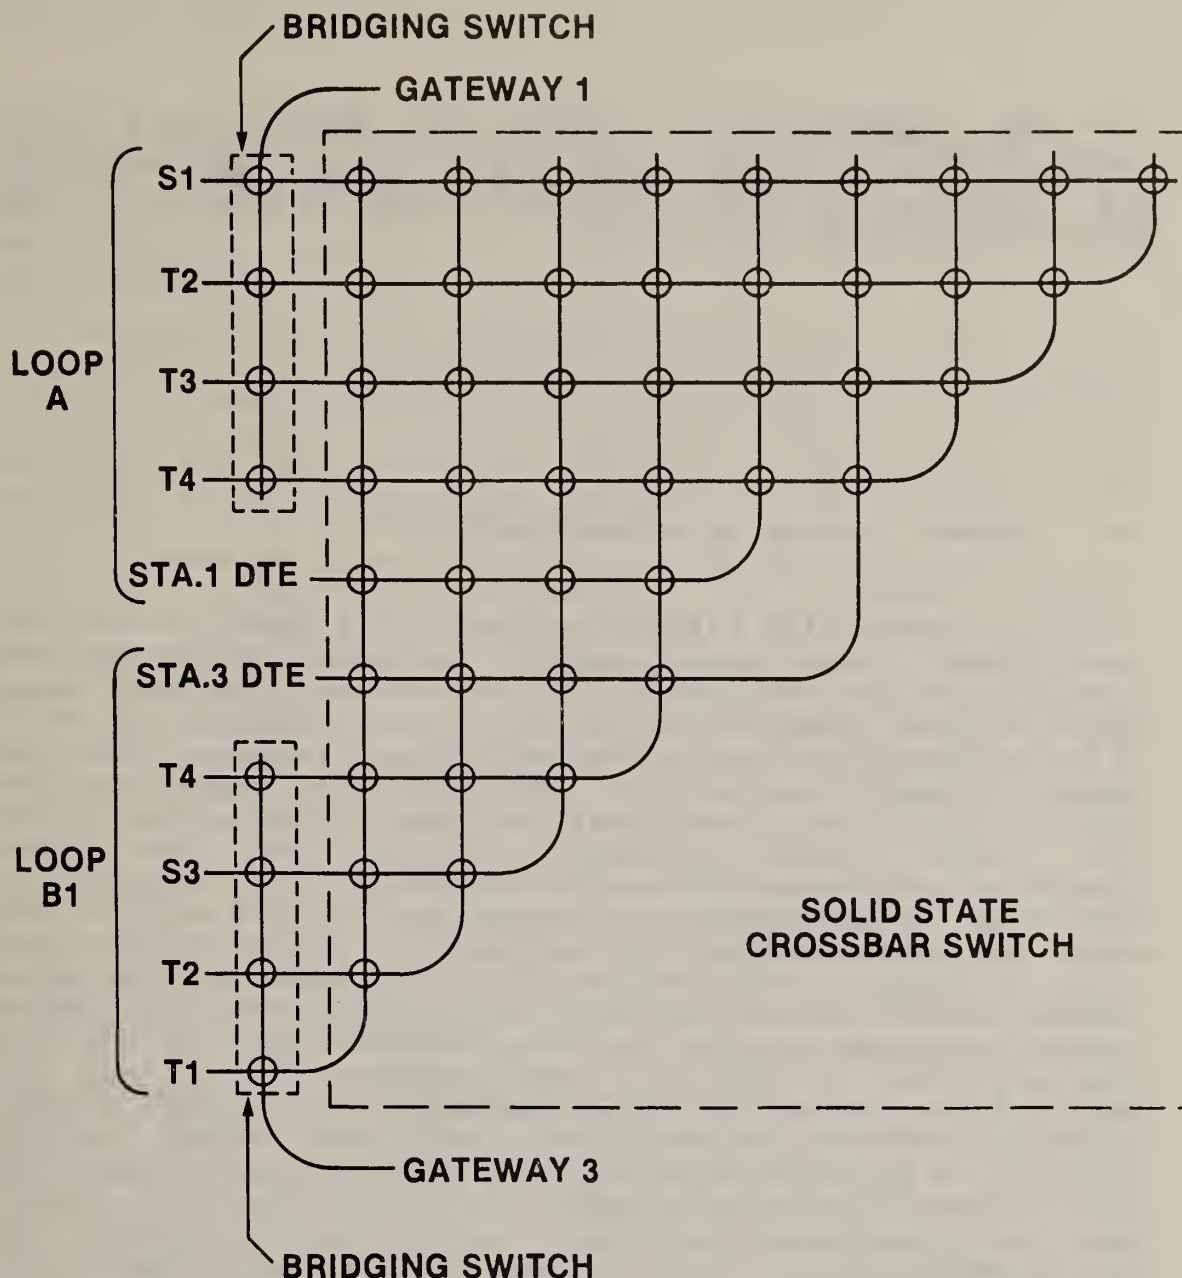 BRIDGING SWITCH
GATEWAY 1
S1
T2
LOOP
A
T3
T4
STA.1 DTE
STA.3 DTE
T4
LOOP
B1
S3
SOLID STATE
CROSSBAR SWITCH
T2
T1
GATEWAY 3
BRIDGING SWITCH